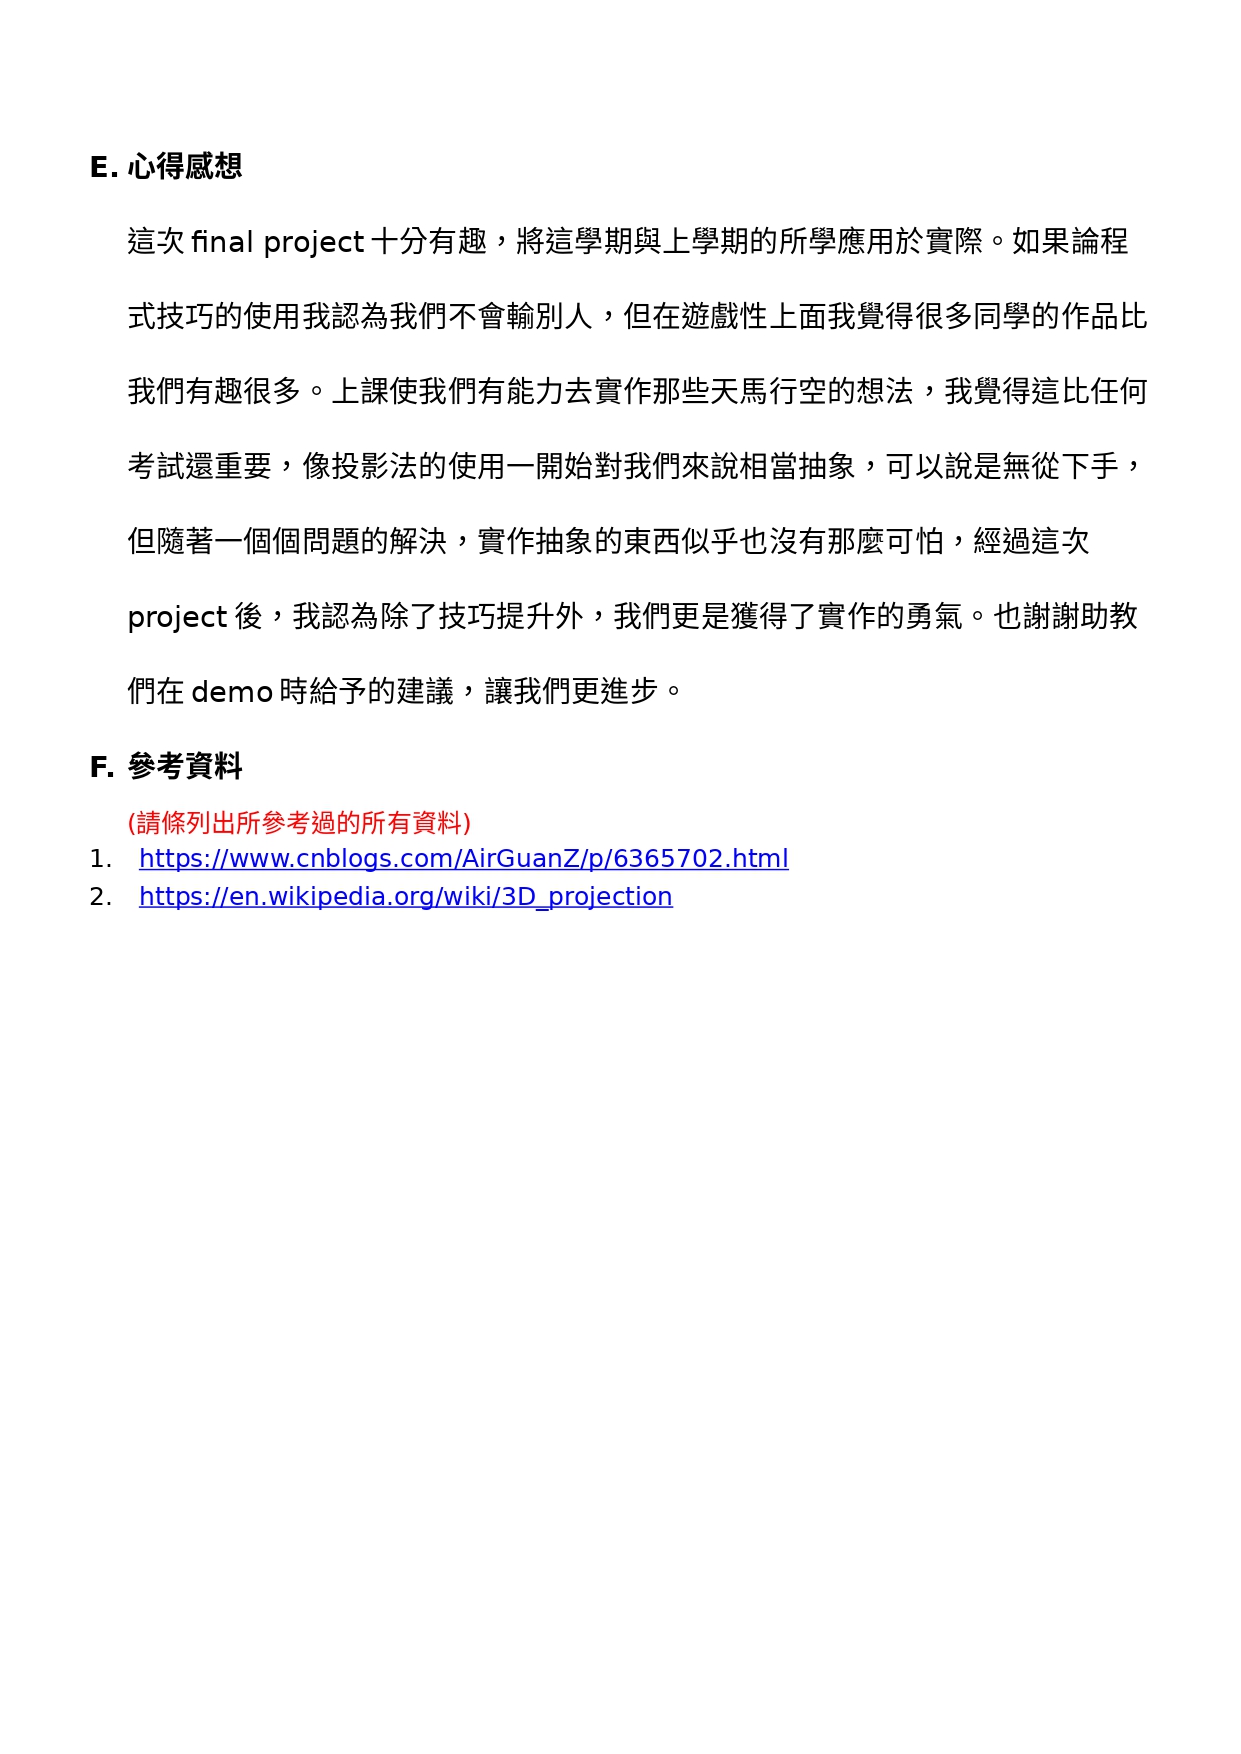 E. 心得感想
這次 final project 十分有趣，將這學期與上學期的所學應用於實際。如果論程
式技巧的使用我認為我們不會輸別人，但在遊戲性上面我覺得很多同學的作品比
我們有趣很多。上課使我們有能力去實作那些天馬行空的想法，我覺得這比任何
考試還重要，像投影法的使用一開始對我們來說相當抽象，可以說是無從下手，
但隨著一個個問題的解決，實作抽象的東西似乎也沒有那麼可怕，經過這次
project 後，我認為除了技巧提升外，我們更是獲得了實作的勇氣。也謝謝助教
們在 demo 時給予的建議，讓我們更進步。
F. 參考資料
(請條列出所參考過的所有資料)
1. https://www.cnblogs.com/AirGuanZ/p/6365702.html
2. https://en.wikipedia.org/wiki/3D_projection